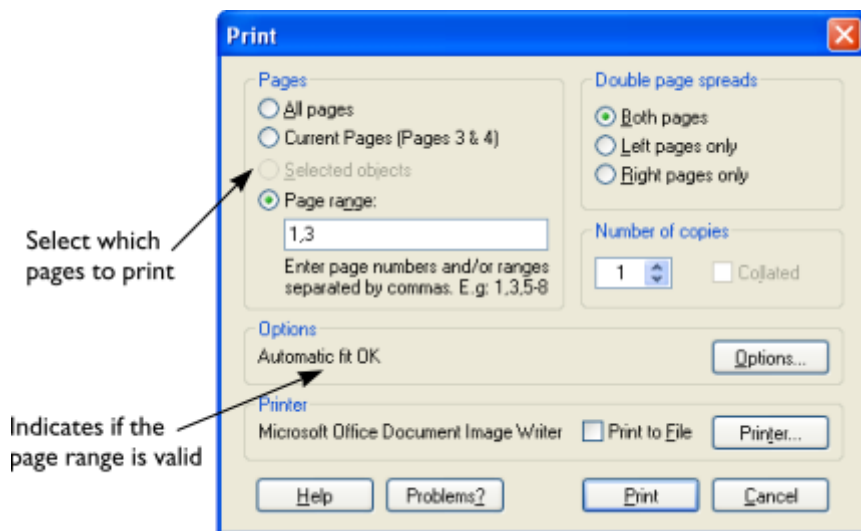 Print
Pages
All pages
Current Pages (Pages 3 & 4)
Selected objects
Page range:
1,3
Enter page numbers and/or ranges
separated by commas. E.g: 1,3,5-8
Double page spreads
Both pages
Left pages only
Right pages only
Number of copies
1
Collated
Select which
pages to print
Options
Automatic fit OK
Options...
Indicates if the
page range is valid
Printer
Microsoft Office Document Image Writer
Print to File
Printer...
Help
Problems?
Print
Cancel